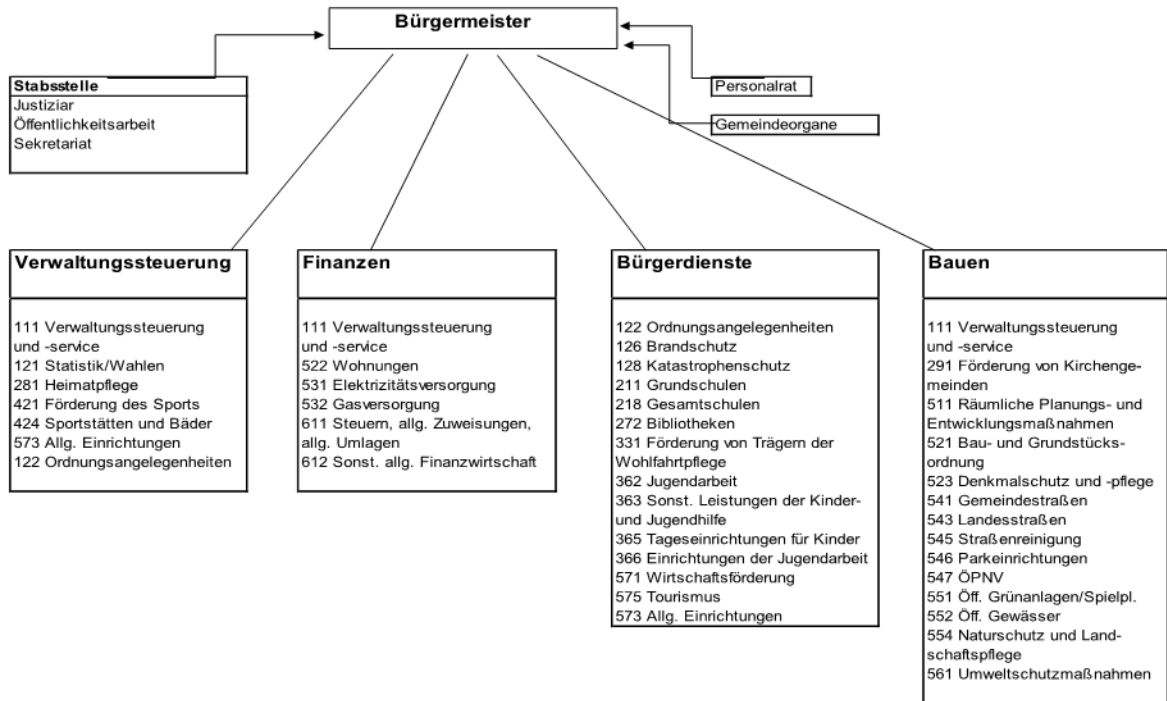 Bürgermeister
Stabsstelle
Justiziar
Öffentlichkeitsarbeit
Sekretariat
Personalrat
Gemeindeorgane
Verwaltungssteuerung
111 Verwaltungssteuerung
und -service
121 Statistik/Wahlen
281 Heimatpflege
421 Förderung des Sports
424 Sportstätten und Bäder
573 Allg. Einrichtungen
122 Ordnungsangelegenheiten
Finanzen
111 Verwaltungssteuerung
und -service
522 Wohnungen
531 Elektrizitätsversorgung
532 Gasversorgung
611 Steuern, allg. Zuweisungen,
allg. Umlagen
612 Sonst. allg. Finanzwirtschaft
Bürgerdienste
122 Ordnungsangelegenheiten
126 Brandschutz
128 Katastrophenschutz
211 Grundschulen
218 Gesamtschulen
272 Bibliotheken
331 Förderung von Trägern der
Wohlfahrtpflege
362 Jugendarbeit
363 Sonst. Leistungen der Kinder-
und Jugendhilfe
365 Tageseinrichtungen für Kinder
366 Einrichtungen der Jugendarbeit
571 Wirtschaftsförderung
575 Tourismus
573 Allg. Einrichtungen
Bauen
111 Verwaltungssteuerung
und -service
291 Förderung von Kirchenge-
meinden
511 Räumliche Planungs- und
Entwicklungsmaßnahmen
521 Bau- und Grundstücks-
ordnung
523 Denkmalschutz und -pflege
541 Gemeindestraßen
543 Landesstraßen
545 Straßenreinigung
546 Parkeinrichtungen
547 ÖPNV
551 Öff. Grünanlagen/Spielpl.
552 Öff. Gewässer
554 Naturschutz und Land-
schaftspflege
561 Umweltschutzmaßnahmen